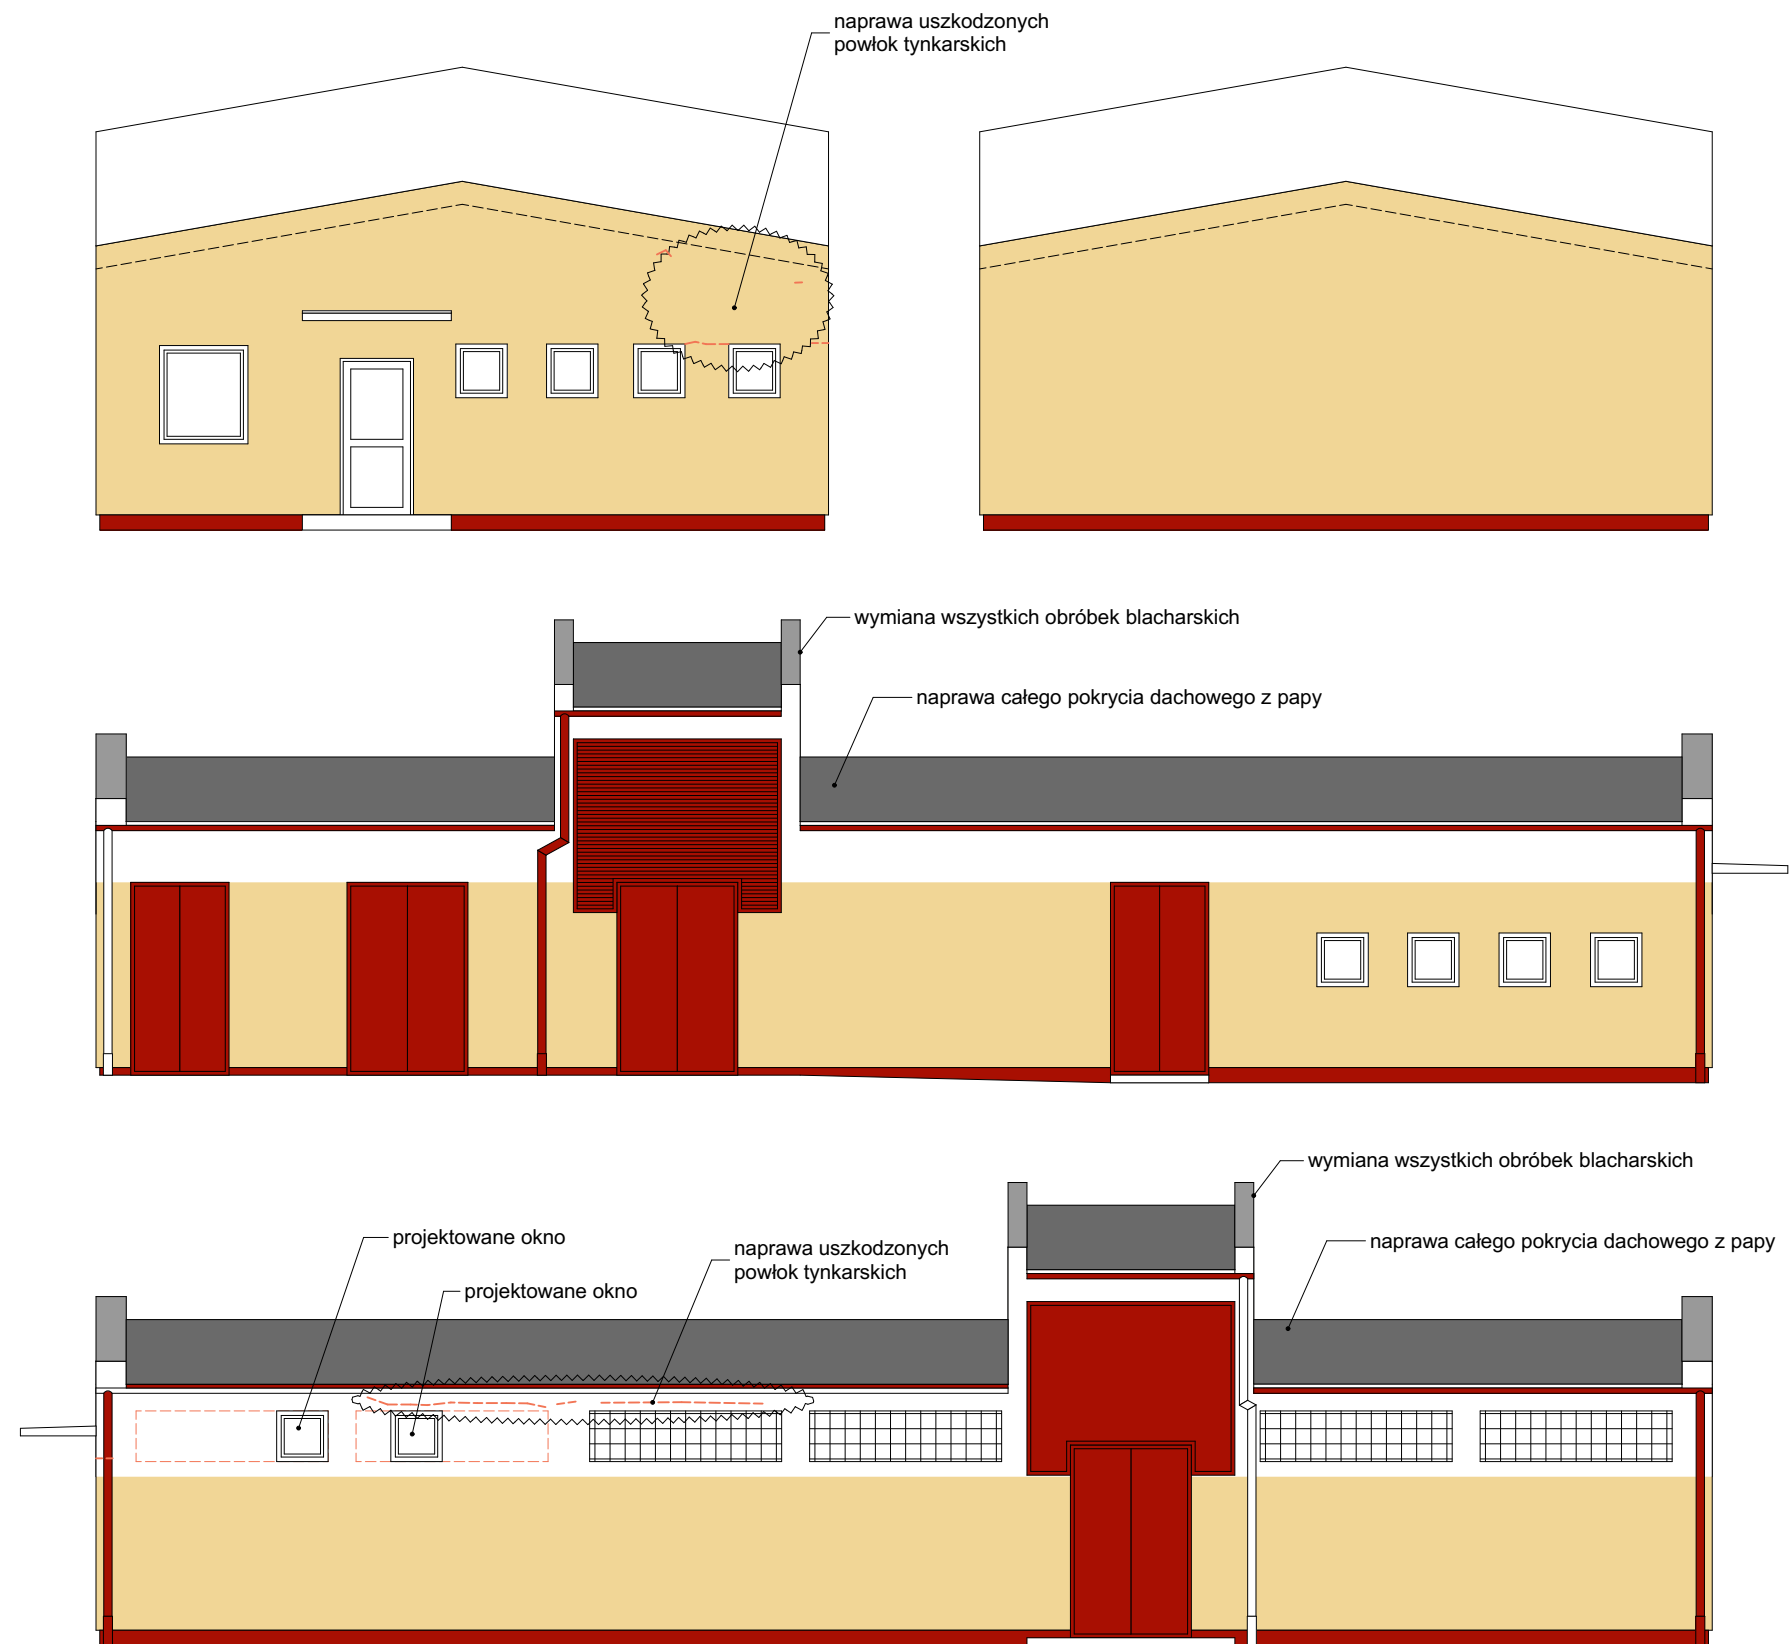 naprawa uszkodzonych
powłok tynkarskich
wymiana wszystkich obróbek blacharskich
naprawa całego pokrycia dachowego z papy
wymiana wszystkich obróbek blacharskich
projektowane okno
naprawa uszkodzonych
powłok tynkarskich
naprawa całego pokrycia dachowego z papy
projektowane okno